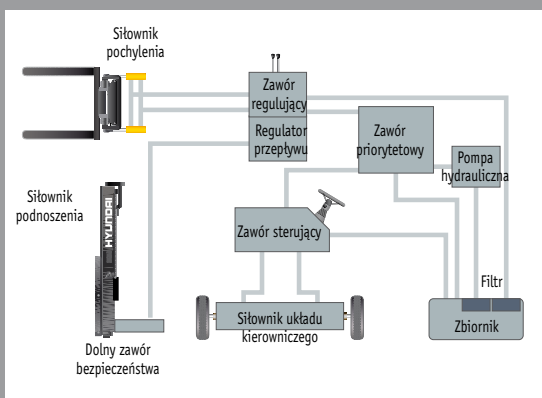 Siłownik
pochylenia
Zawór
regulujący
Regulator
przepływu
Zawór
priorytetowy
Pompa
hydrauliczna
Siłownik
podnoszenia
HYUNDAI
Zawór sterujący
Filtr
Siłownik układu
kierowniczego
Zbiornik
Dolny zawór
bezpieczeństwa